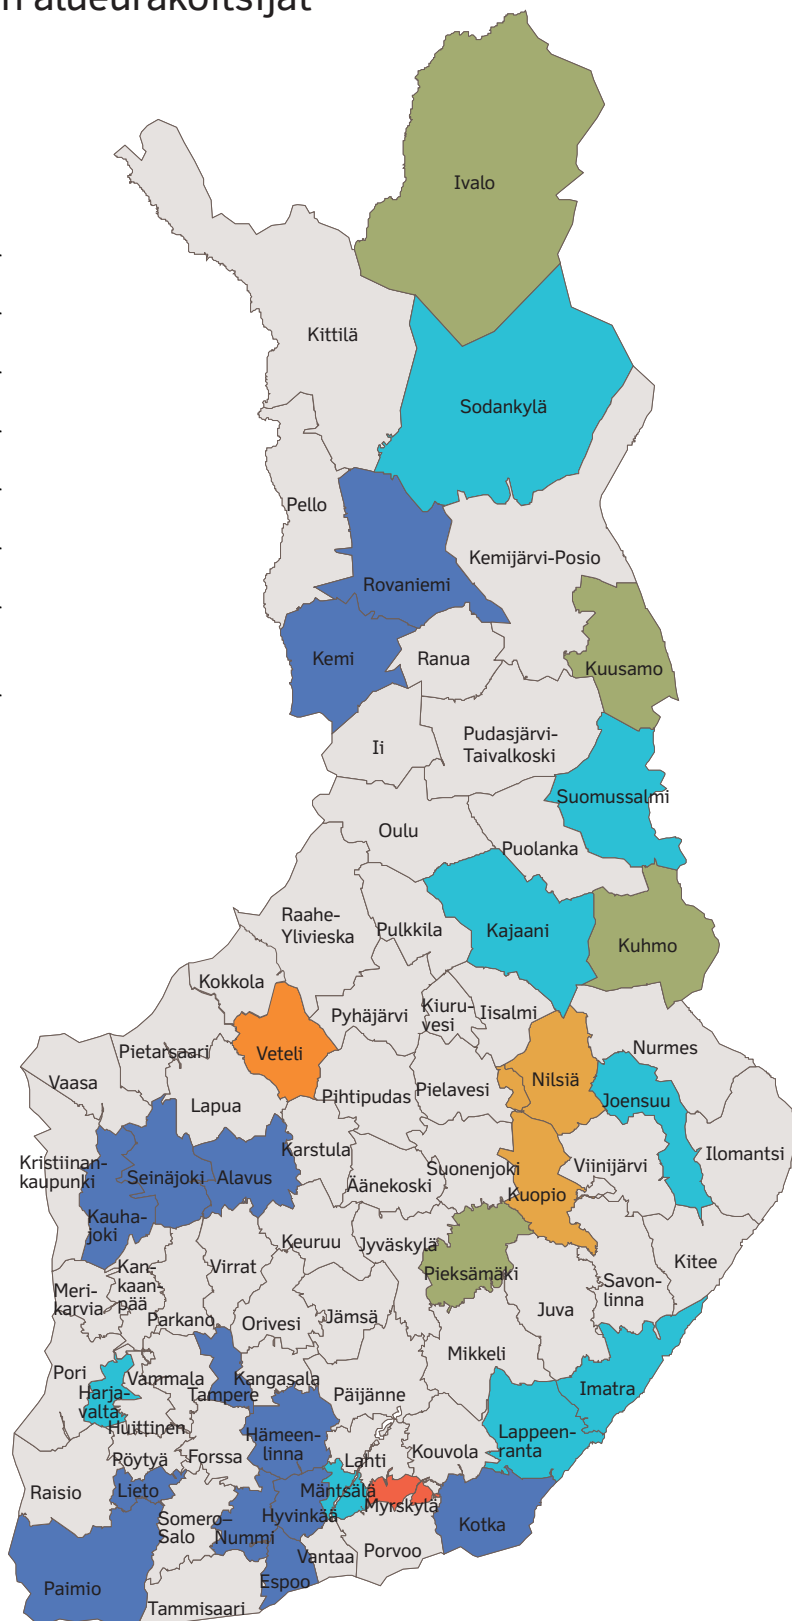 n alueurakoitsijat
Ivalo
Kittilä
Sodankylä
Pello
Kemijärvi-Posio
Rovaniemi
Kemi
Ranua
Kuusamo
Pudasjärvi-
Taivalkoski
Ii
Suomussalmi
Oulu
Puolanka
Raahe-
Ylivieska
Pulkkila
Kajaani
Kuhmo
Kokkola
Pyhäjärvi
Kiuru-
vesi
Iisalmi
Pietarsaari
Veteli
Nurmes
Vaasa
Nilsiä
Lapua
Pihtipudas
Pielavesi
Joensuu
Kristiinan-
kaupunki
Seinäjoki
Alavus
Karstula
Äänekoski
Suonenjoki
Viinijärvi
Ilomantsi
Kuopio
Kauha-
joki
Keuruu
Jyväskylä
Virrat
Kan-
kaan-
pää
Pieksämäki
Kitee
Savon-
linna
Meri-
karvia
Parkano
Orivesi
Jämsä
Juva
Mikkeli
Pori
Vammala
Kangasala
Tampere
Päijänne
Imatra
Harja-
valta
Huittinen
Hämeen-
linna
Lappeen-
ranta
Kouvola
Pöytyä
Forssa
Lahti
Raisio
Lieto
Mäntsälä
Myrskylä
Somero–
Salo
Nummi
Hyvinkää
Kotka
Vantaa
Porvoo
Espoo
Paimio
Tammisaari